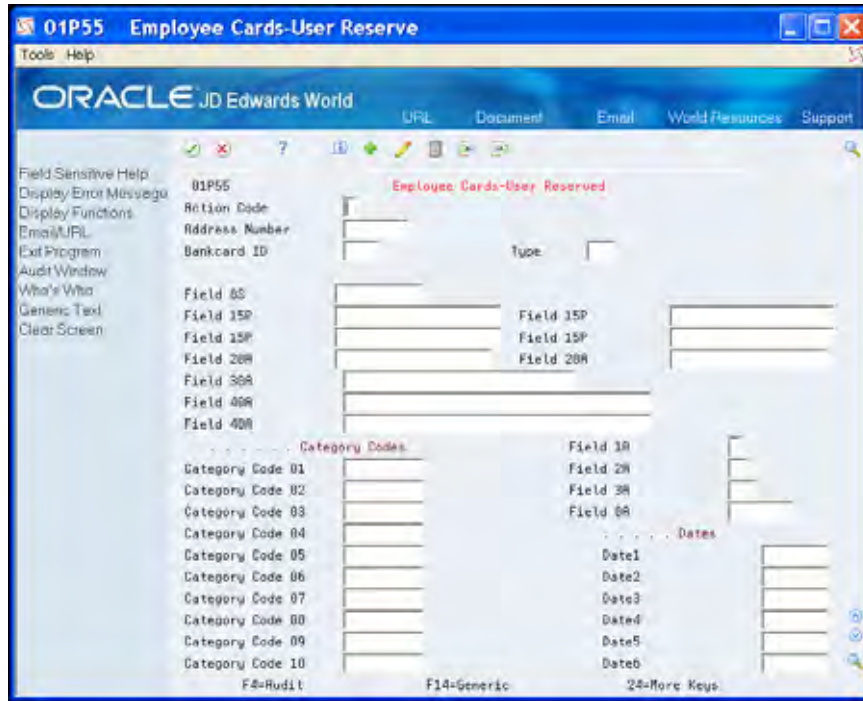 01P55 Employee Cards-User Reserve
Tools Help
ORACLE JD Edwards World
URL Document Email World Resources Support
Field Sensitive Help
Display Error Message
Display Functions
Email/URL
Exit Program
Audit Window
Who's Who
Generic Text
Clear Screen
01P55 Employee Cards-User Reserved
Action Code
Address Number
Bankcard ID Type
Field 8S
Field 15P Field 15P
Field 15P Field 15P
Field 20A Field 20A
Field 30A
Field 40A
Field 40A
. . . . . . Category Codes Field 1A
Category Code 01 Field 2A
Category Code 02 Field 3A
Category Code 03 Field 8A
Category Code 04 . . . . . Dates
Category Code 05 Date1
Category Code 06 Date2
Category Code 07 Date3
Category Code 08 Date4
Category Code 09 Date5
Category Code 10 Date6
F4=Audit F14=Generic 24=More Keys